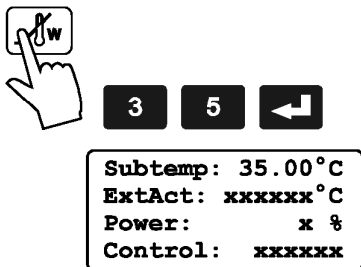 w
3 5
Subtemp: 35.00°C
ExtAct: xxxxxx°C
Power: x %
Control: xxxxxx